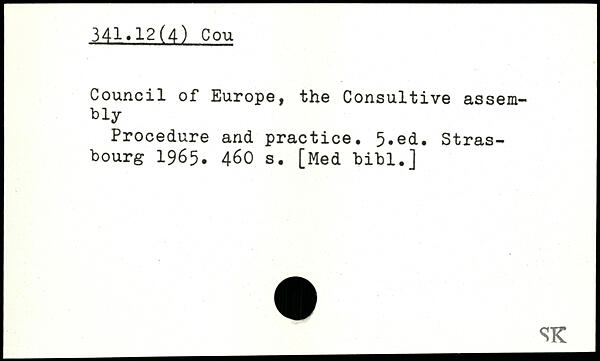 341.12(4) Cou
Council of Europe, the Consultive assem-
bly
Procedure and practice. 5.ed. Stras-
bourg 1965. 460 s. [Med bibl.]
SK